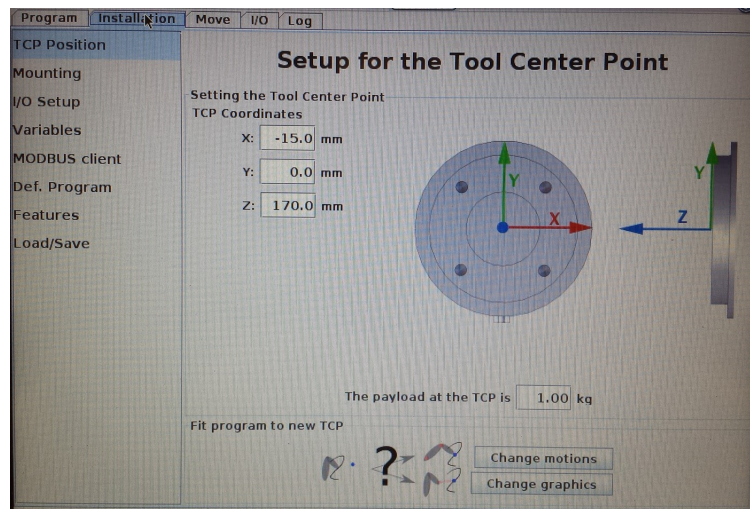 Program Installation Move I/O Log
TCP Position
Mounting
I/O Setup
Variables
MODBUS client
Def. Program
Features
Load/Save
Setup for the Tool Center Point
Setting the Tool Center Point
TCP Coordinates
X: -15.0 mm
Y: 0.0 mm
Z: 170.0 mm
Y
X
Y
Z
The payload at the TCP is 1.00 kg
Fit program to new TCP
?
Change motions
Change graphics